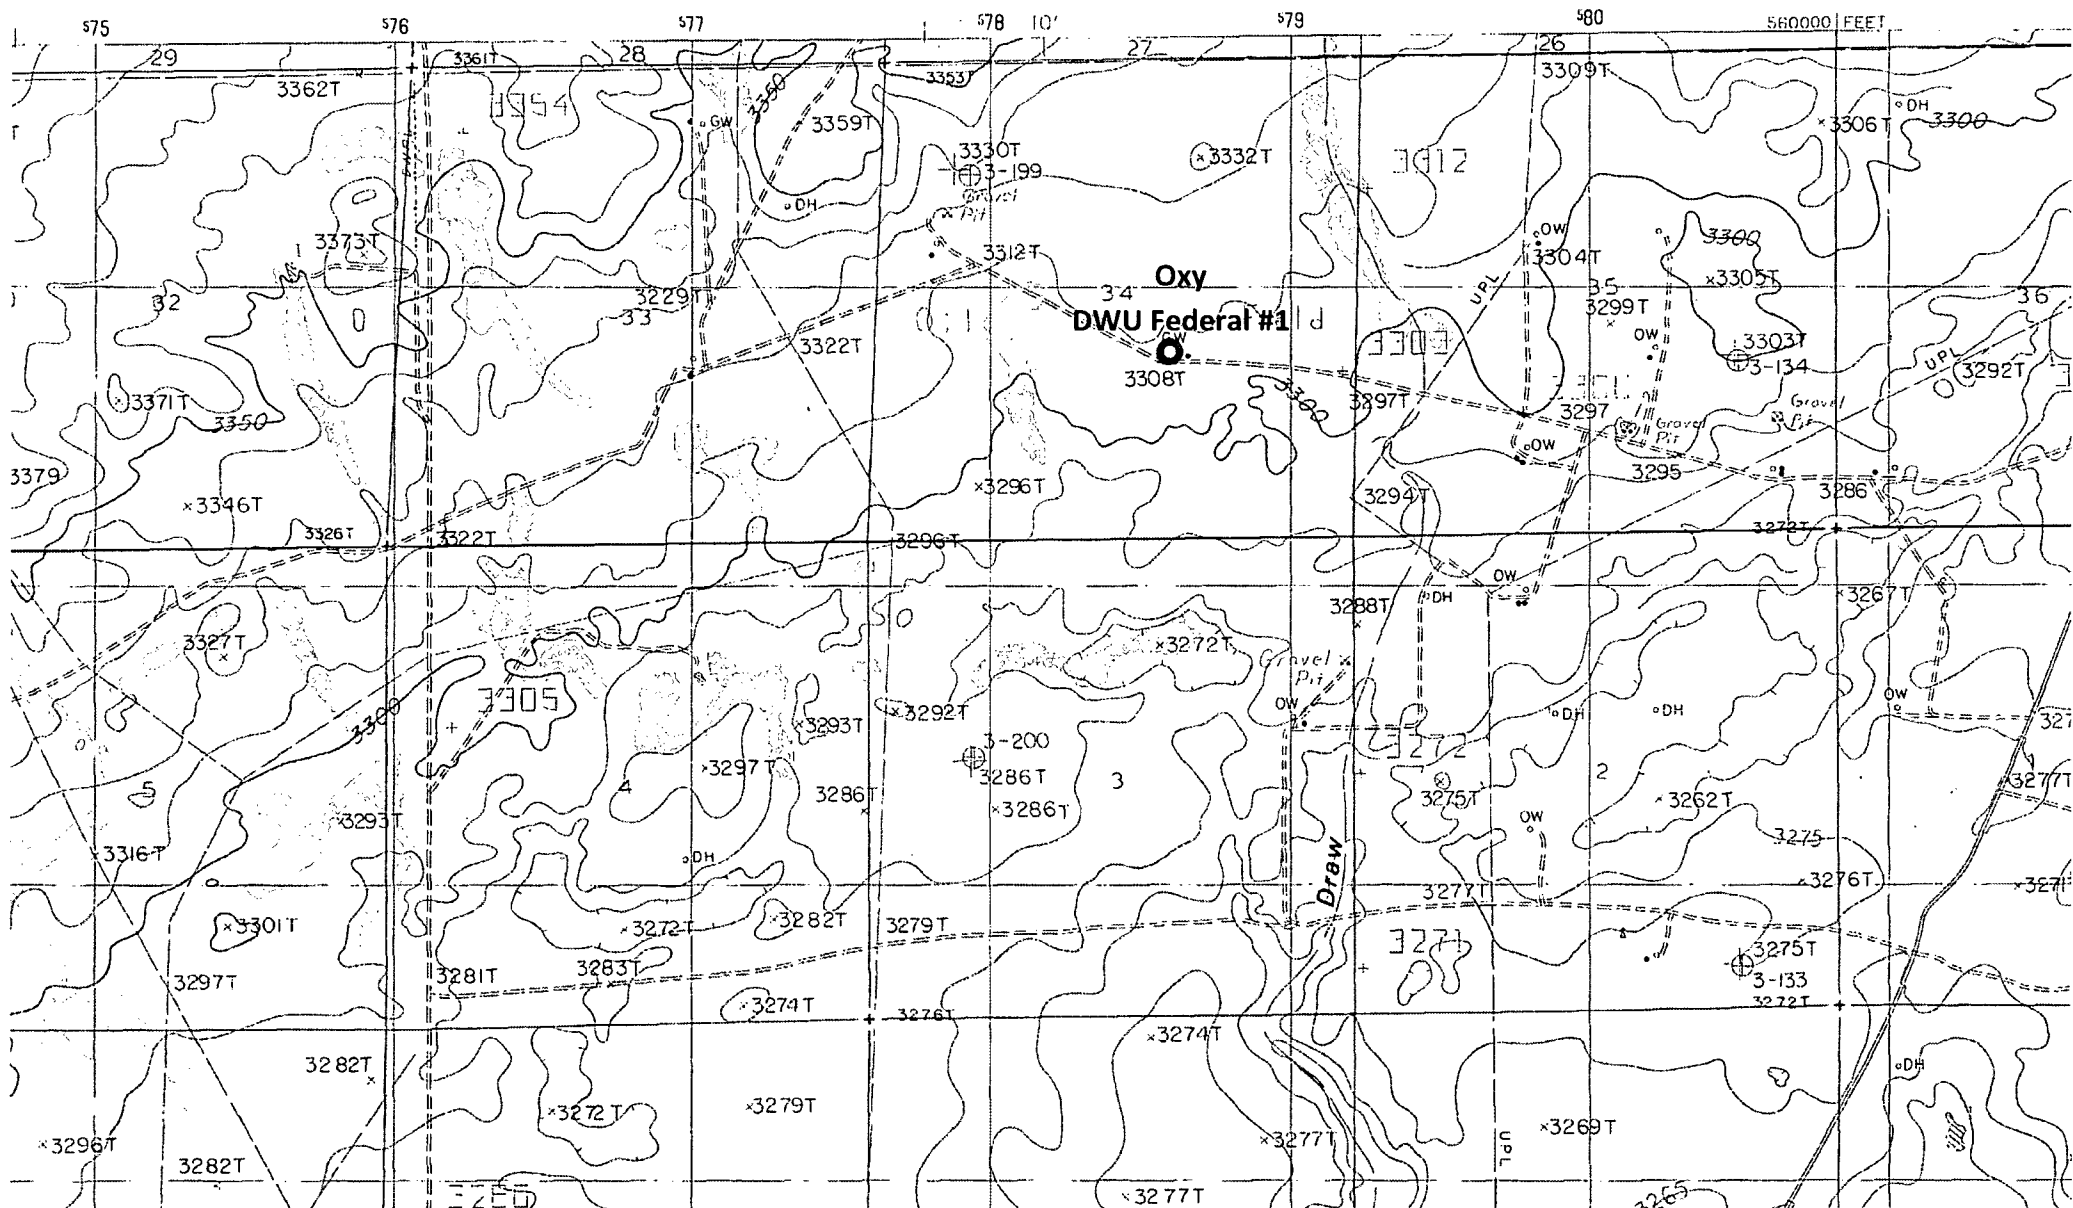 575 576 577 578 10' 579 580 560000 FEET
29 3361T 28 27 26
3362T 3353T 3309T
3354 3350 DH
GW 3359T 3306T 3300
3330T 3332T 3312
3-199
Gravel
Pit
DH
3373T 3312T OW 3300
3304T
Oxy UPL 3305T
32 3229T 34 35 36
33 3299T
DWU Federal #1
GW OW 3303T
3322T 3309 UPL
3308T 3-134 3292T
3371T 3300 3297T 3297 Gravel
Pit
3350 Gravel
Pit
OW
3379 3295
3346T 3296T 3294T 3286
3326T 3322T 3296T 3272T
OW
DH 3267T
3288T
3327T 3272T
Gravel
Pit
3305 OW OW
3300 3293T 3292T DH DH 327
3-200 3272
3297T 3286T 3 2 3277T
5 4 3286T 3286T 3275T 3262T
3293T OW
3275
3316T DH
Draw 3277T 3276T 3271
3301T 3272T 3282T 3279T
3271 3275T
3297T 3281T 3283T 3-133
3274T 3276T 3272T
3274T
3282T DH
3272T 3279T
3296T 3277T 3269T
3282T UPL
3277T 3265